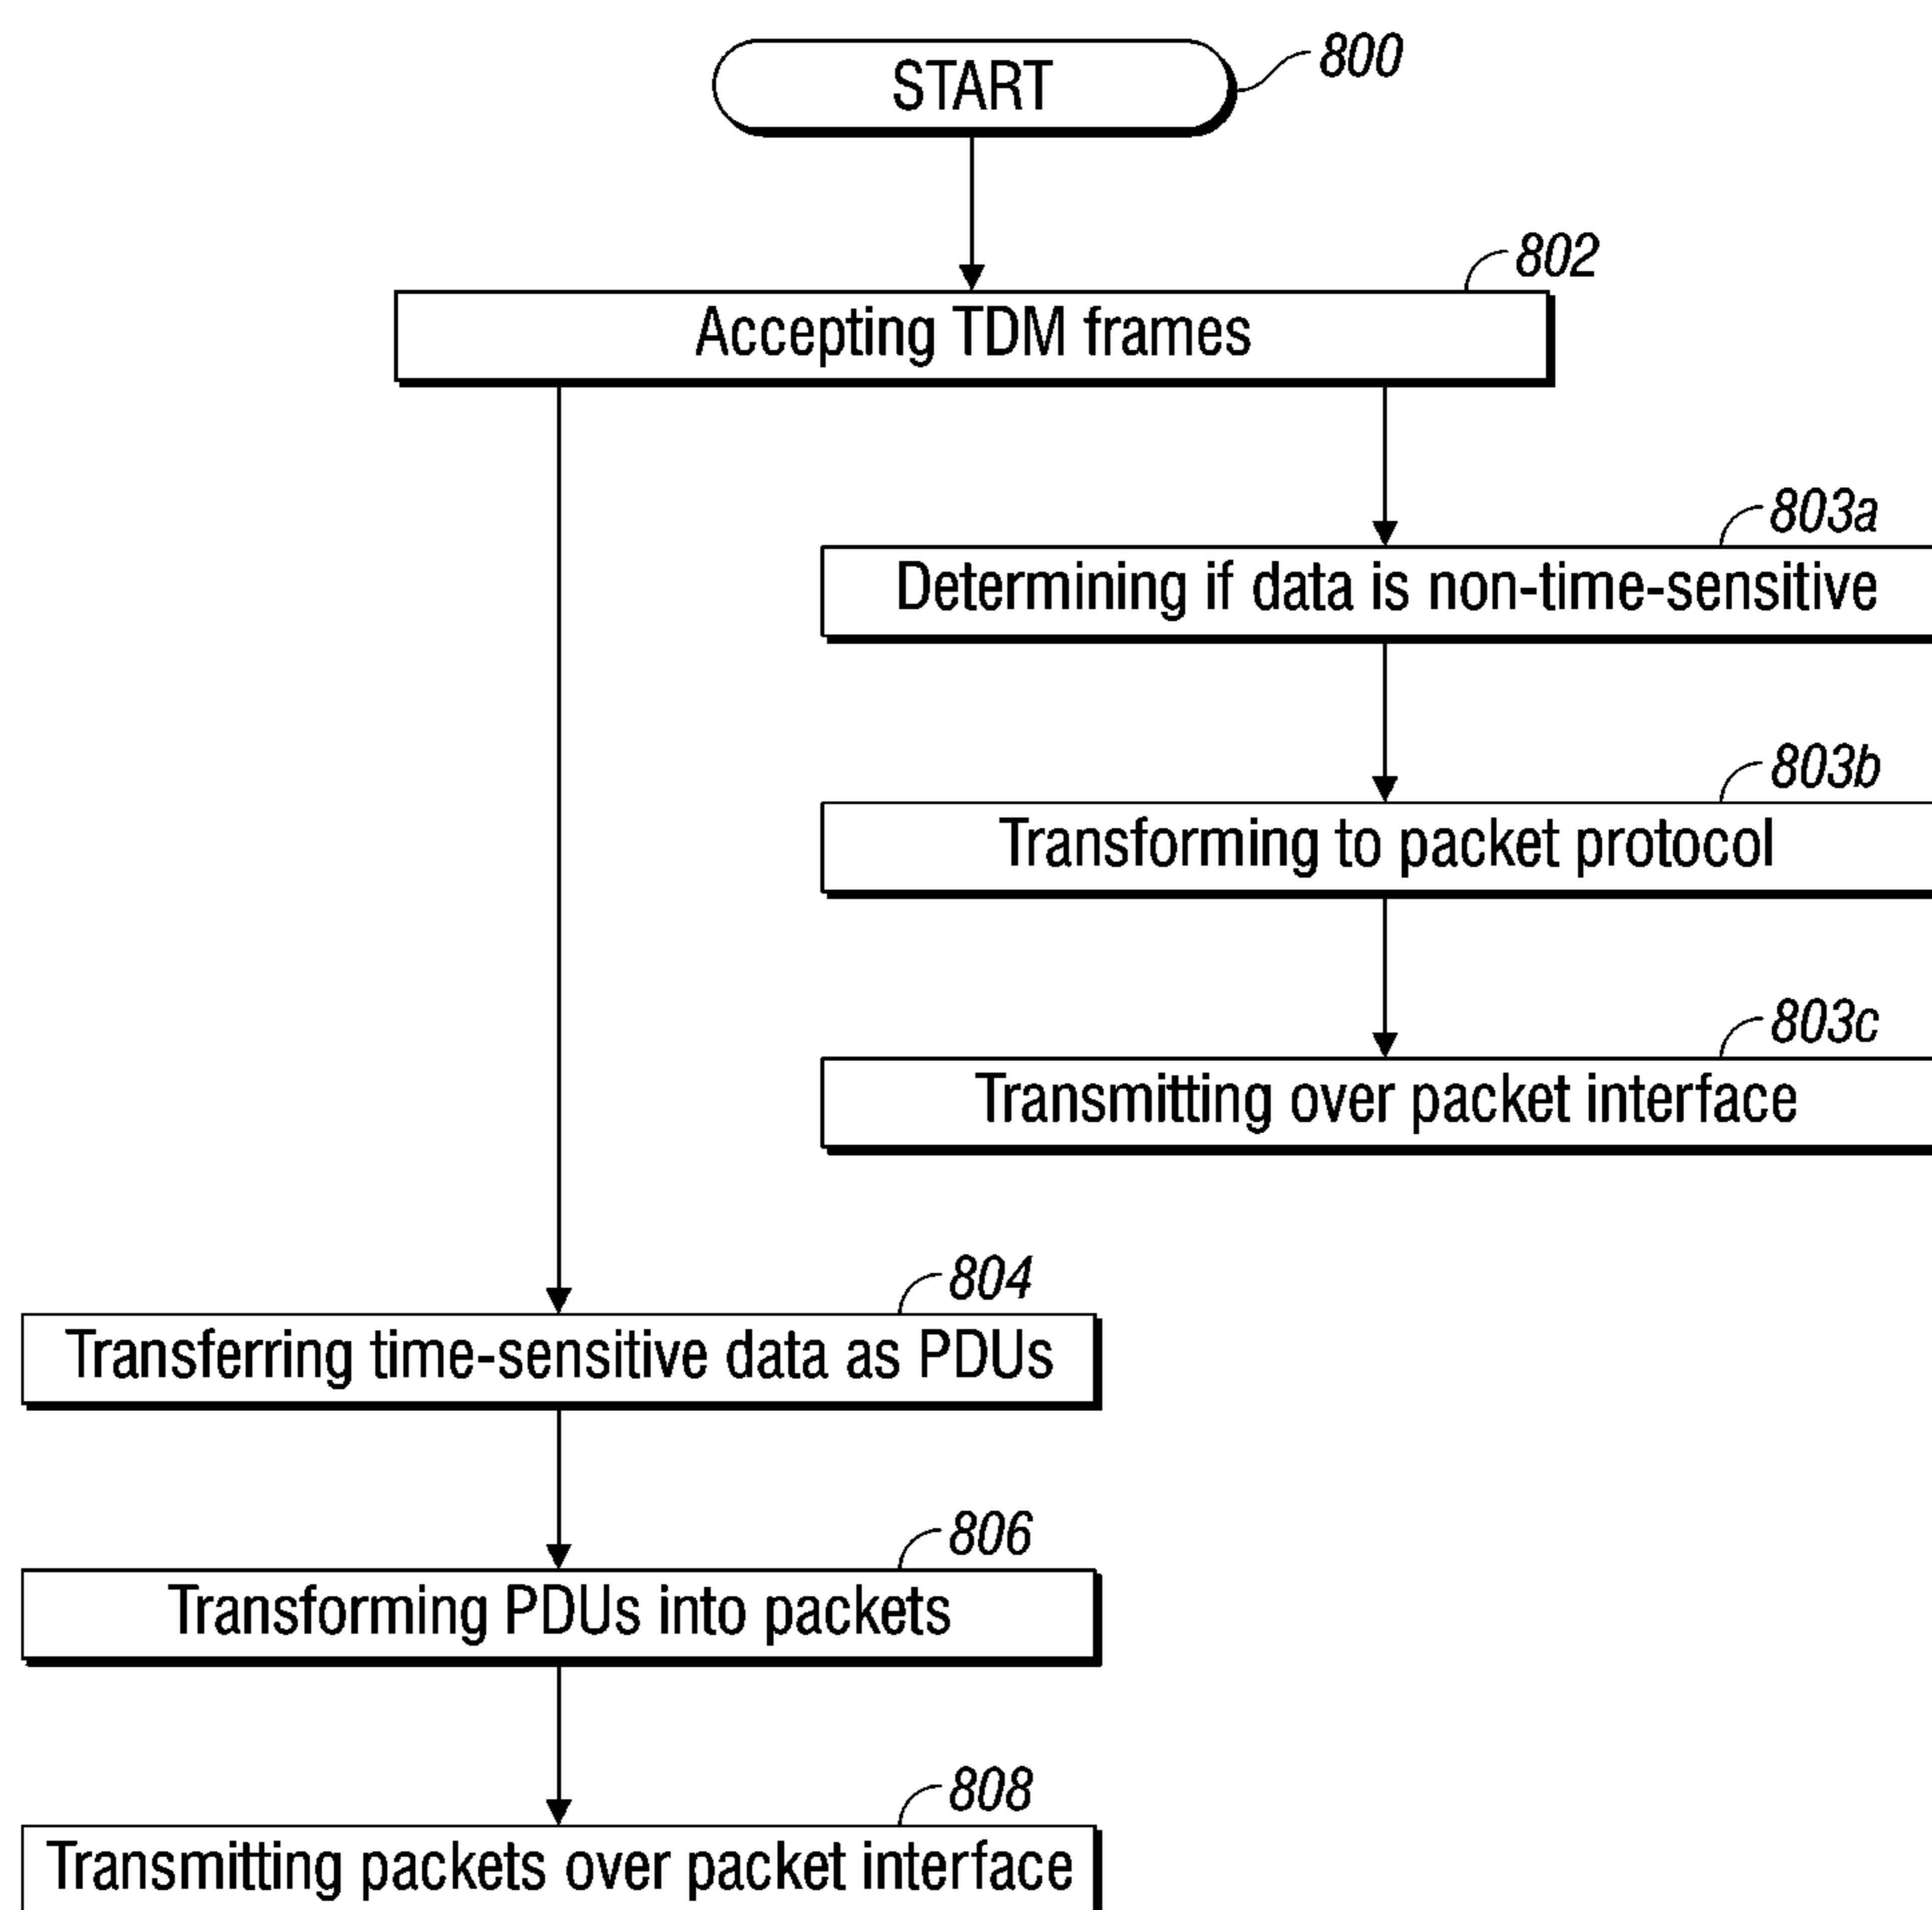 START
800
802
Accepting TDM frames
803a
Determining if data is non-time-sensitive
803b
Transforming to packet protocol
803c
Transmitting over packet interface
804
Transferring time-sensitive data as PDUs
806
Transforming PDUs into packets
808
Transmitting packets over packet interface